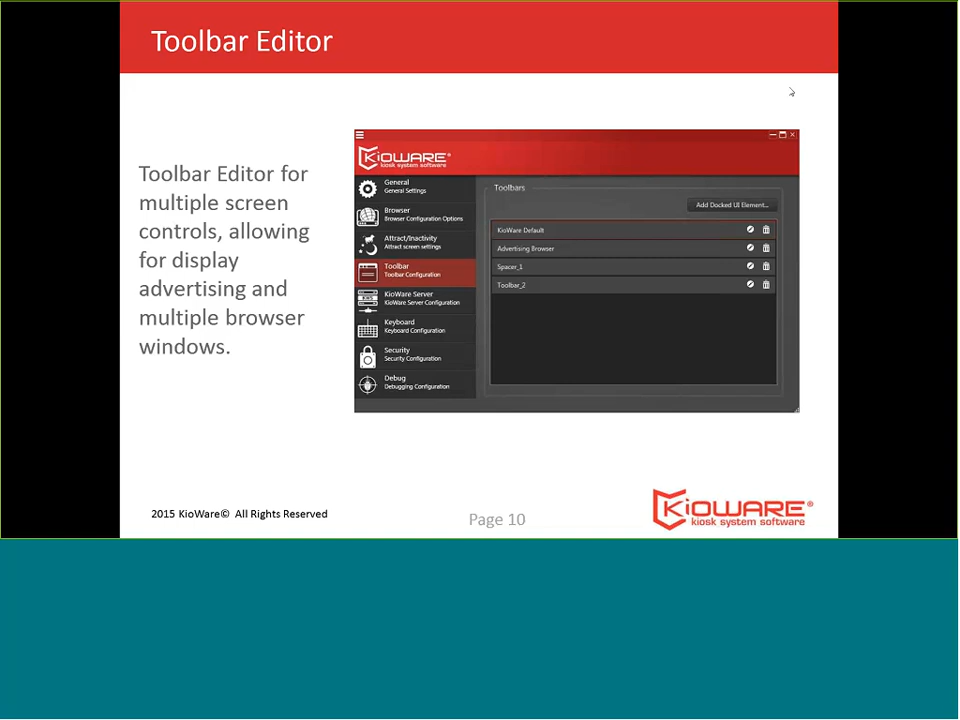 Toolbar Editor
Toolbar Editor for
multiple screen
controls, allowing
for display
advertising and
multiple browser
windows.
KIOWARE®
kiosk system software
General
General Settings
Browser
Browser Configuration Options
Attract/Inactivity
Attract screen settings
Toolbar
Toolbar Configuration
KioWare Server
KioWare Server Configuration
Keyboard
Keyboard Configuration
Security
Security Configuration
Debug
Debugging Configuration
Toolbars
Add Docked UI Element...
KioWare Default
Advertising Browser
Spacer_1
Toolbar_2
2015 KioWare© All Rights Reserved
Page 10
KIOWARE®
kiosk system software